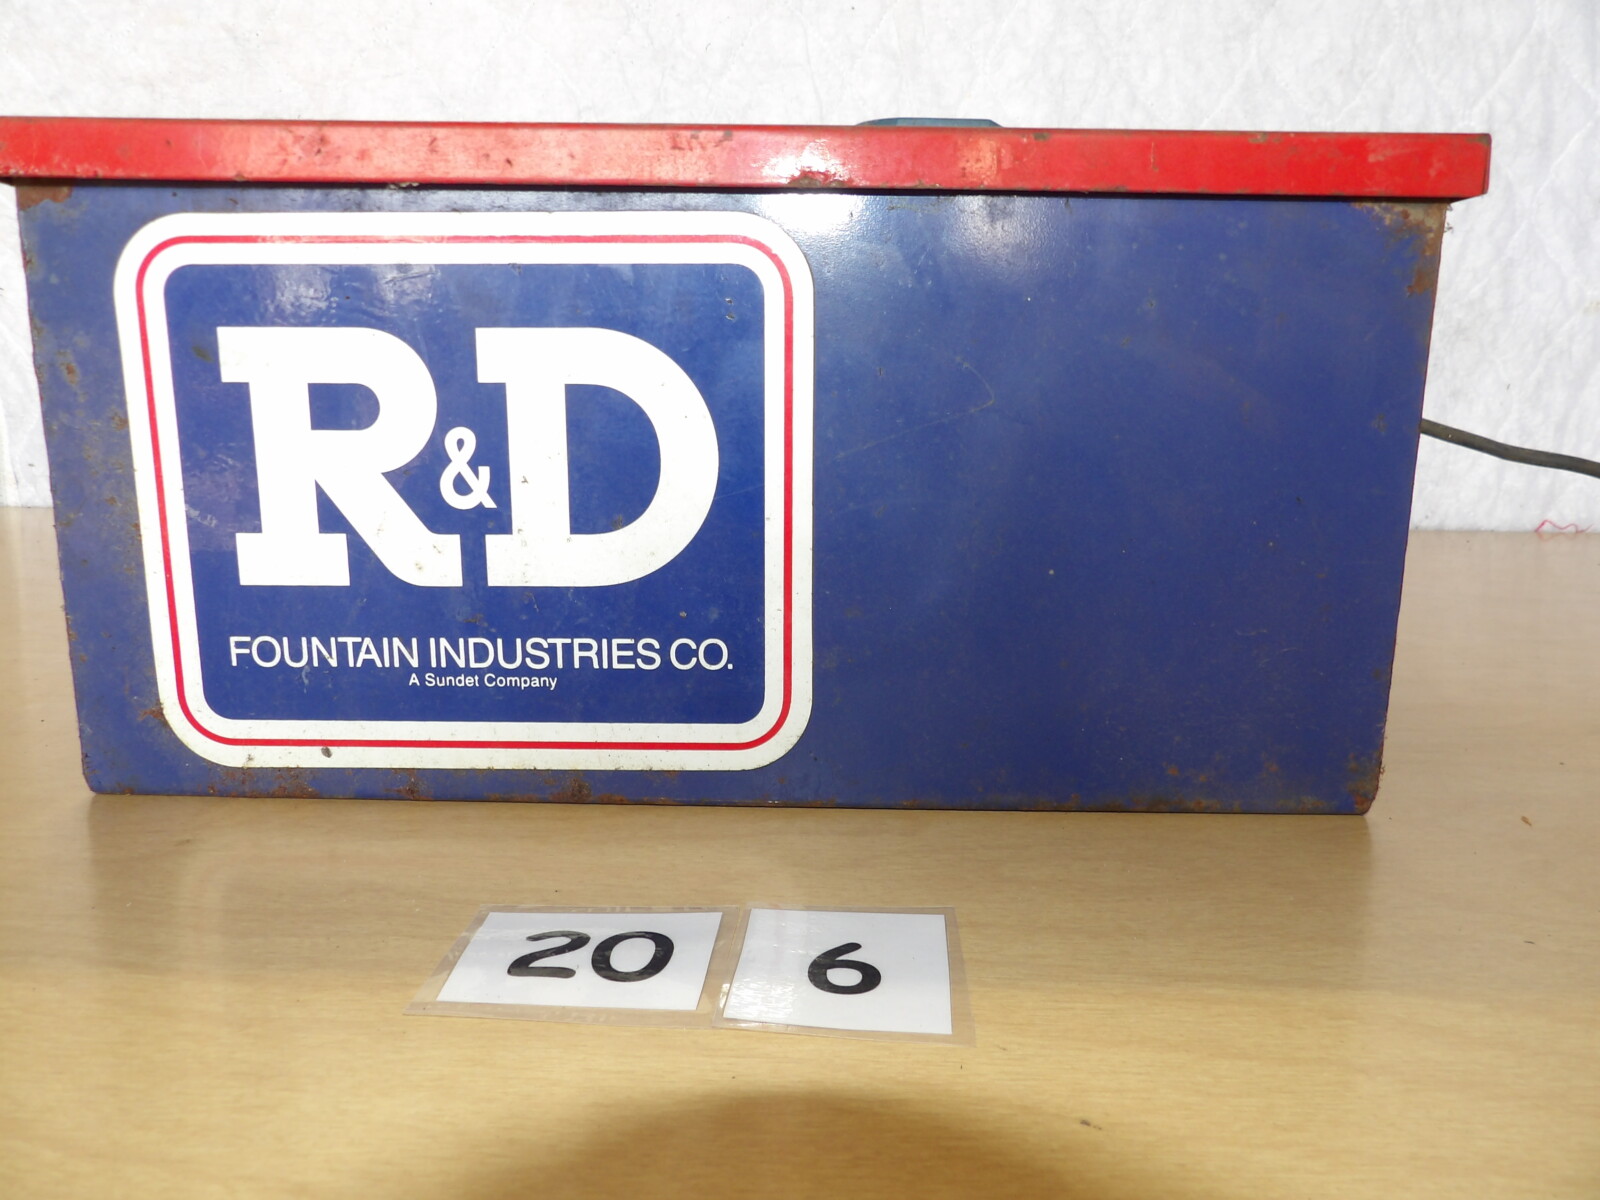 R&D
FOUNTAIN INDUSTRIES CO.
A Sundet Company
20 6